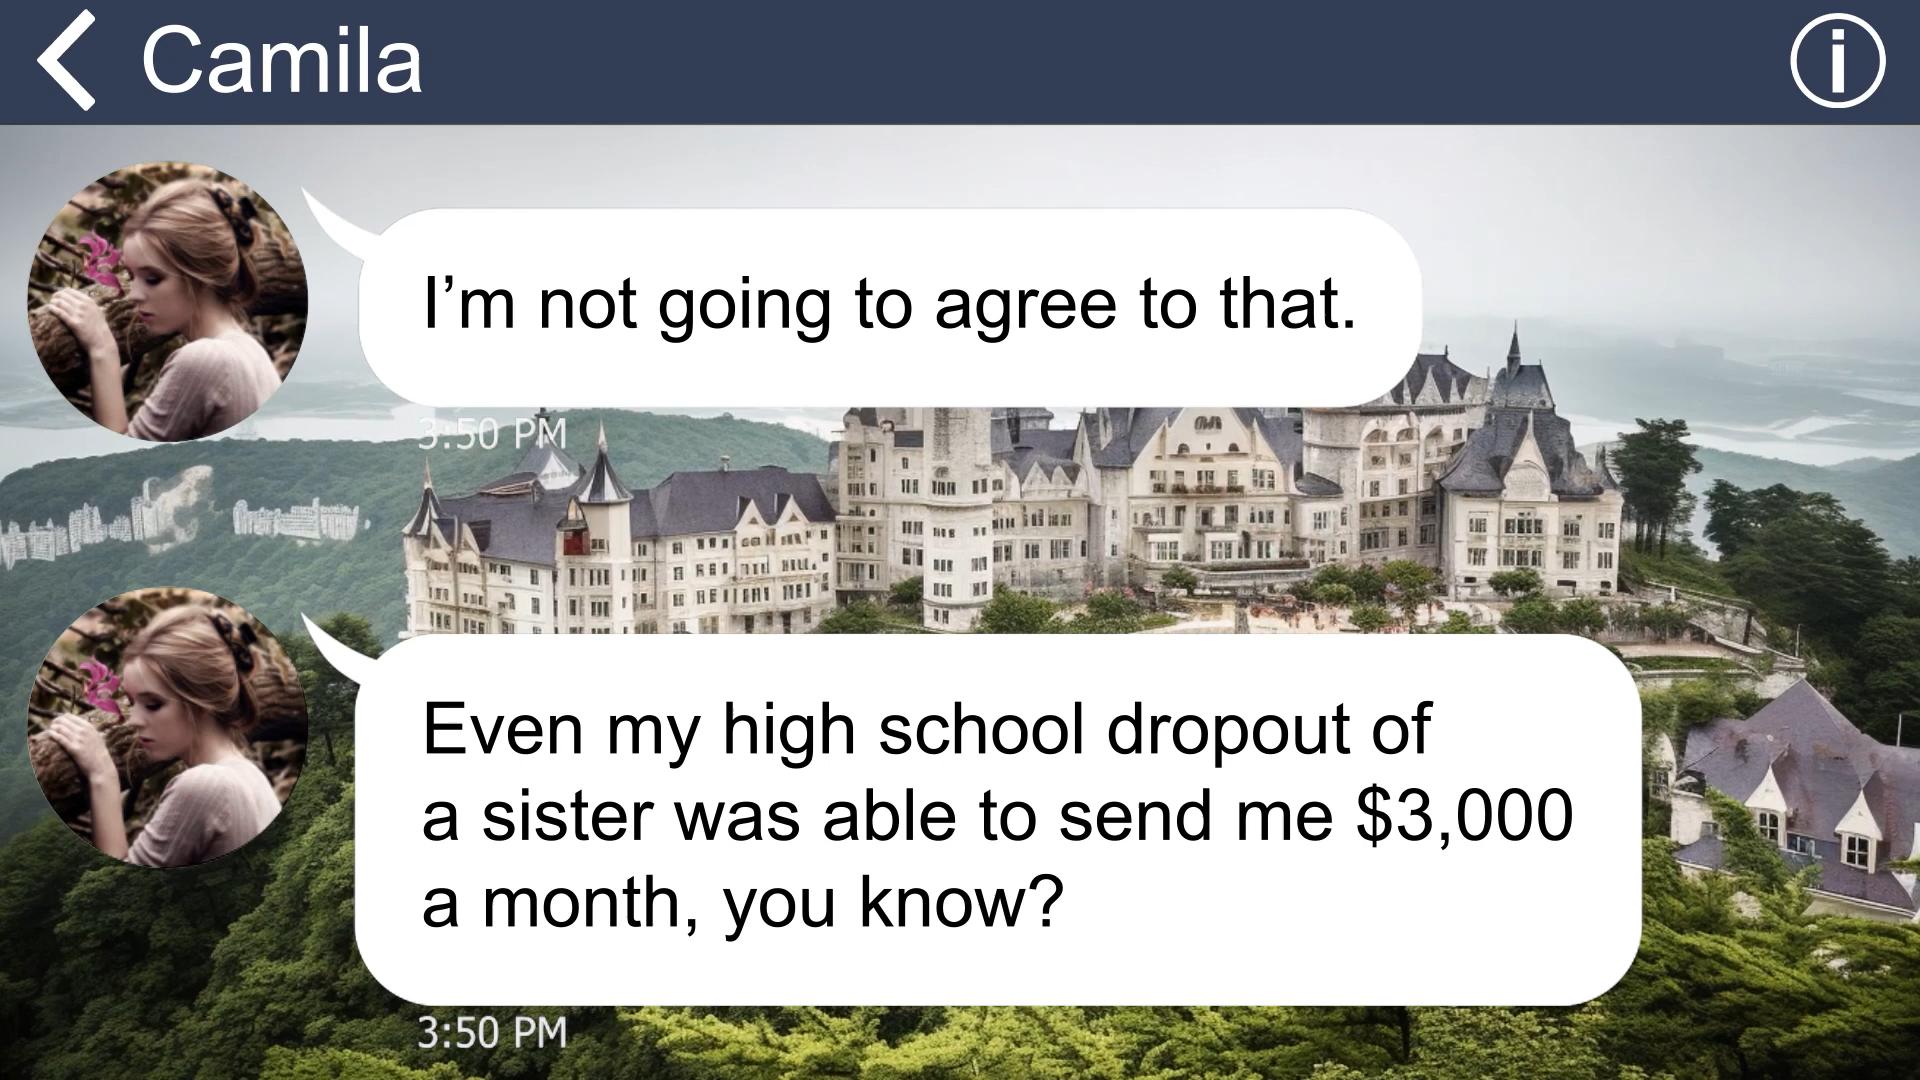 Camila
I’m not going to agree to that.
3:50 PM
Even my high school dropout of
a sister was able to send me $3,000
a month, you know?
3:50 PM